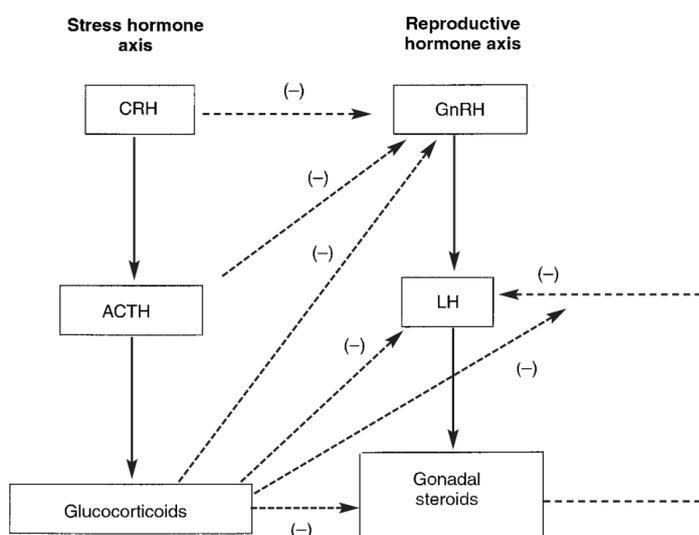 Stress hormone
axis
Reproductive
hormone axis
CRH
(–)
GnRH
(–)
(–)
ACTH
LH
(–)
(–)
(–)
Glucocorticoids
(–)
Gonadal
steroids